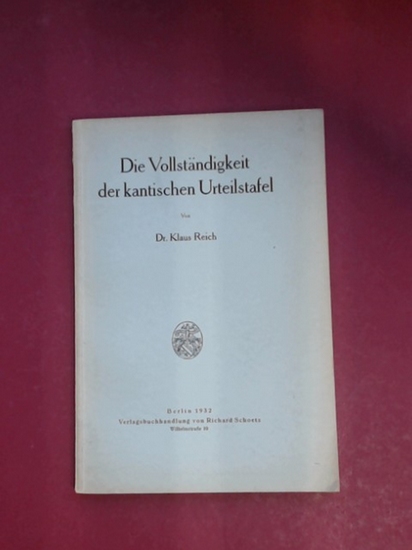 Die Vollständigkeit
der kantischen Urteilstafel
Von
Dr. Klaus Reich
Berlin 1932
Verlagsbuchhandlung von Richard Schoetz
Wilhelmstraße 10